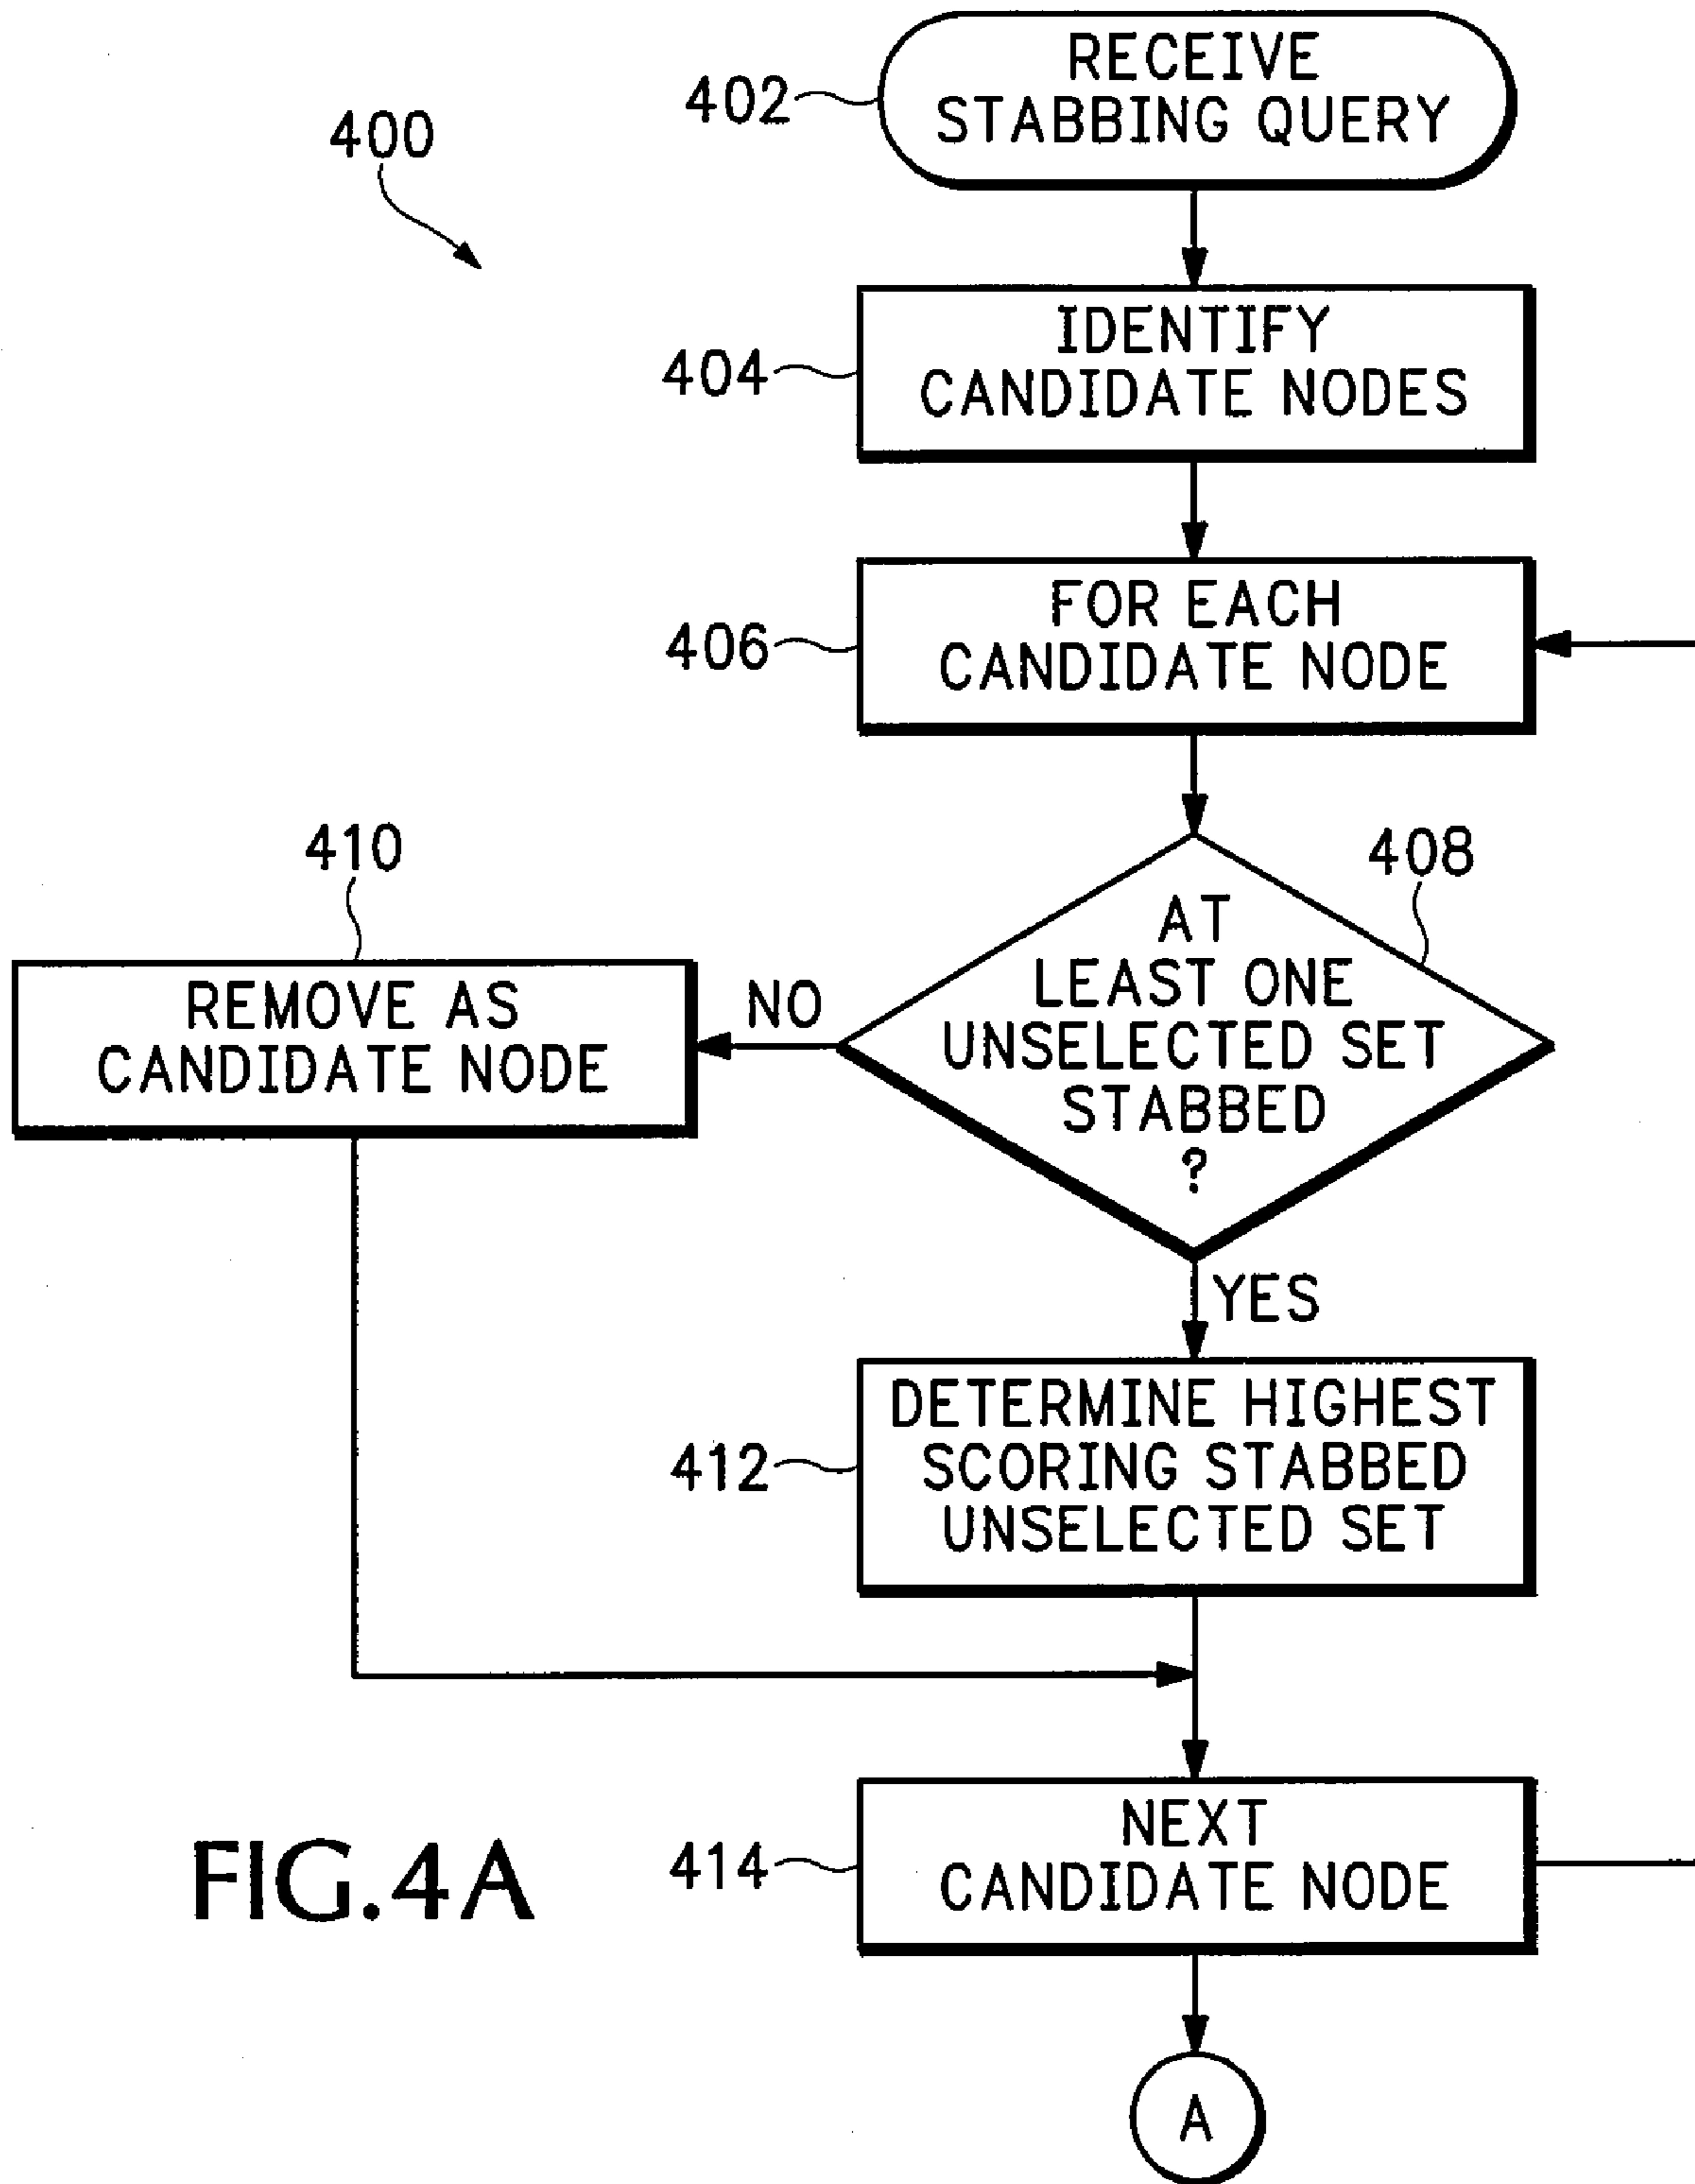 RECEIVE
STABBING QUERY
402
400
IDENTIFY
CANDIDATE NODES
404
FOR EACH
CANDIDATE NODE
406
408
AT
LEAST ONE
UNSELECTED SET
STABBED
?
NO
410
REMOVE AS
CANDIDATE NODE
YES
DETERMINE HIGHEST
SCORING STABBED
UNSELECTED SET
412
NEXT
CANDIDATE NODE
414
FIG.4A
A